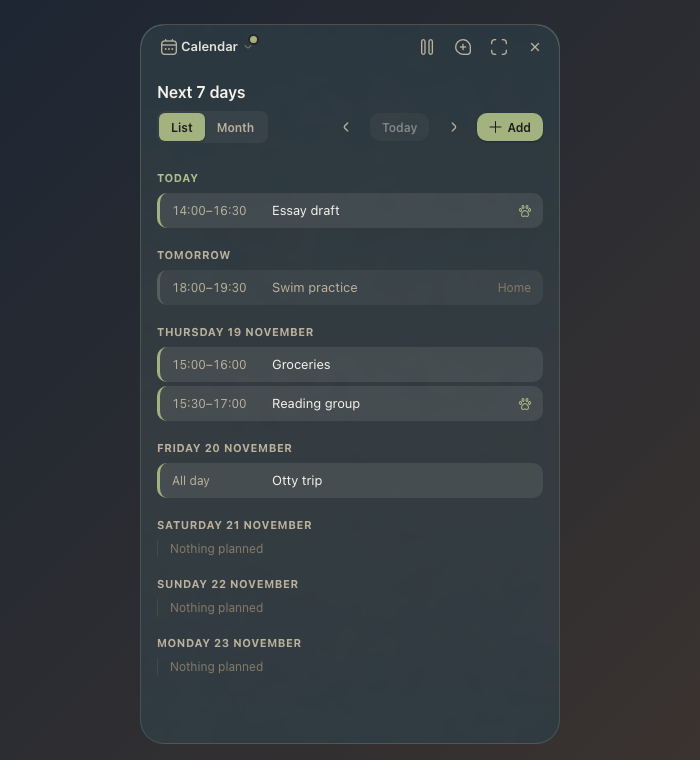 Calendar
Next 7 days
List Month Today Add
TODAY
14:00–16:30 Essay draft
TOMORROW
18:00–19:30 Swim practice Home
THURSDAY 19 NOVEMBER
15:00–16:00 Groceries
15:30–17:00 Reading group
FRIDAY 20 NOVEMBER
All day Otty trip
SATURDAY 21 NOVEMBER
Nothing planned
SUNDAY 22 NOVEMBER
Nothing planned
MONDAY 23 NOVEMBER
Nothing planned